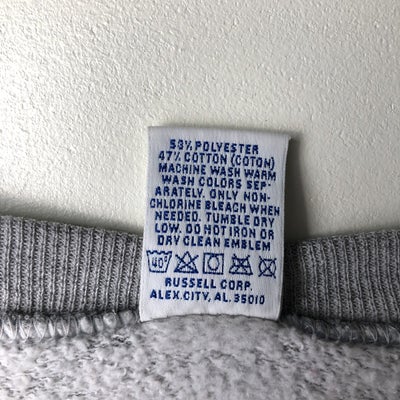 53% POLYESTER
47% COTTON (COTON)
MACHINE WASH WARM
WASH COLORS SEP-
ARATELY. ONLY NON-
CHLORINE BLEACH WHEN
NEEDED. TUMBLE DRY
LOW. DO NOT IRON OR
DRY CLEAN EMBLEM
40°
RUSSELL CORP.
ALEX.CITY, AL. 35010